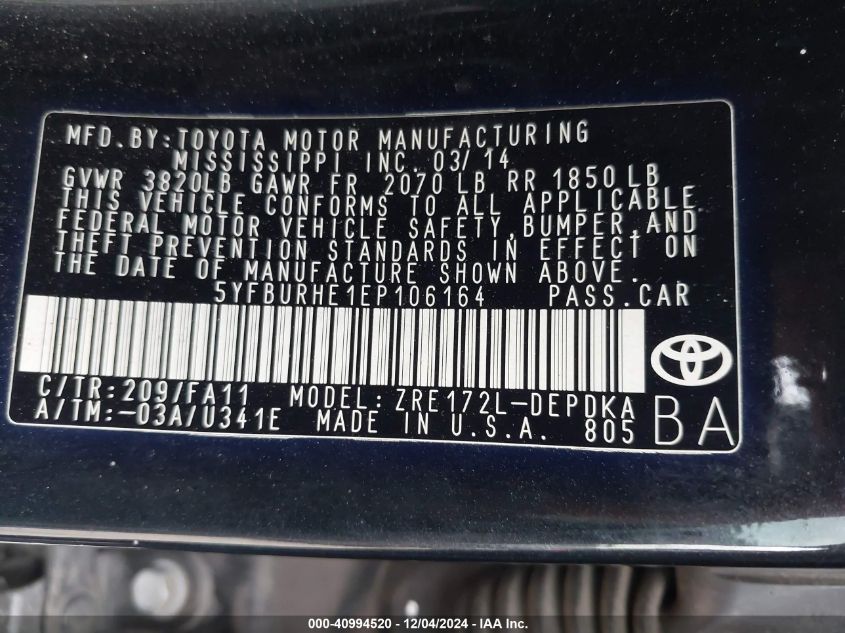 MFD.BY:TOYOTA MOTOR MANUFACTURING
MISSISSIPPI INC. 03/14
GVWR 3820LB GAWR FR 2070 LB RR 1850 LB
THIS VEHICLE CONFORMS TO ALL APPLICABLE
FEDERAL MOTOR VEHICLE SAFETY,BUMPER,AND
THEFT PREVENTION STANDARDS IN EFFECT ON
THE DATE OF MANUFACTURE SHOWN ABOVE.
5YFBURHE1EP106164 PASS.CAR
C/TR:209/FA11 MODEL:ZRE172L-DEPDKA
A/TM:-03A/U341E MADE IN U.S.A. 805 BA
000-40994520 - 12/04/2024 - IAA Inc.